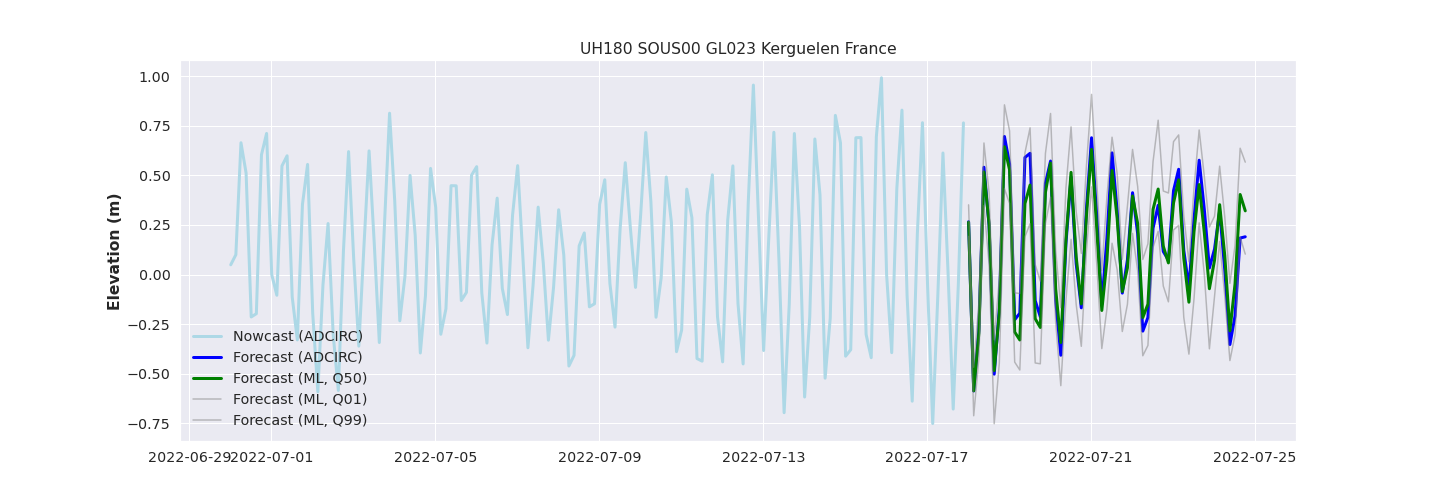 UH180 SOUS00 GL023 Kerguelen France
1.00
0.75
0.50
0.25
0.00
−0.25
−0.50
−0.75
Elevation (m)
Nowcast (ADCIRC)
Forecast (ADCIRC)
Forecast (ML, Q50)
Forecast (ML, Q01)
Forecast (ML, Q99)
2022-06-29 2022-07-01 2022-07-05 2022-07-09 2022-07-13 2022-07-17 2022-07-21 2022-07-25